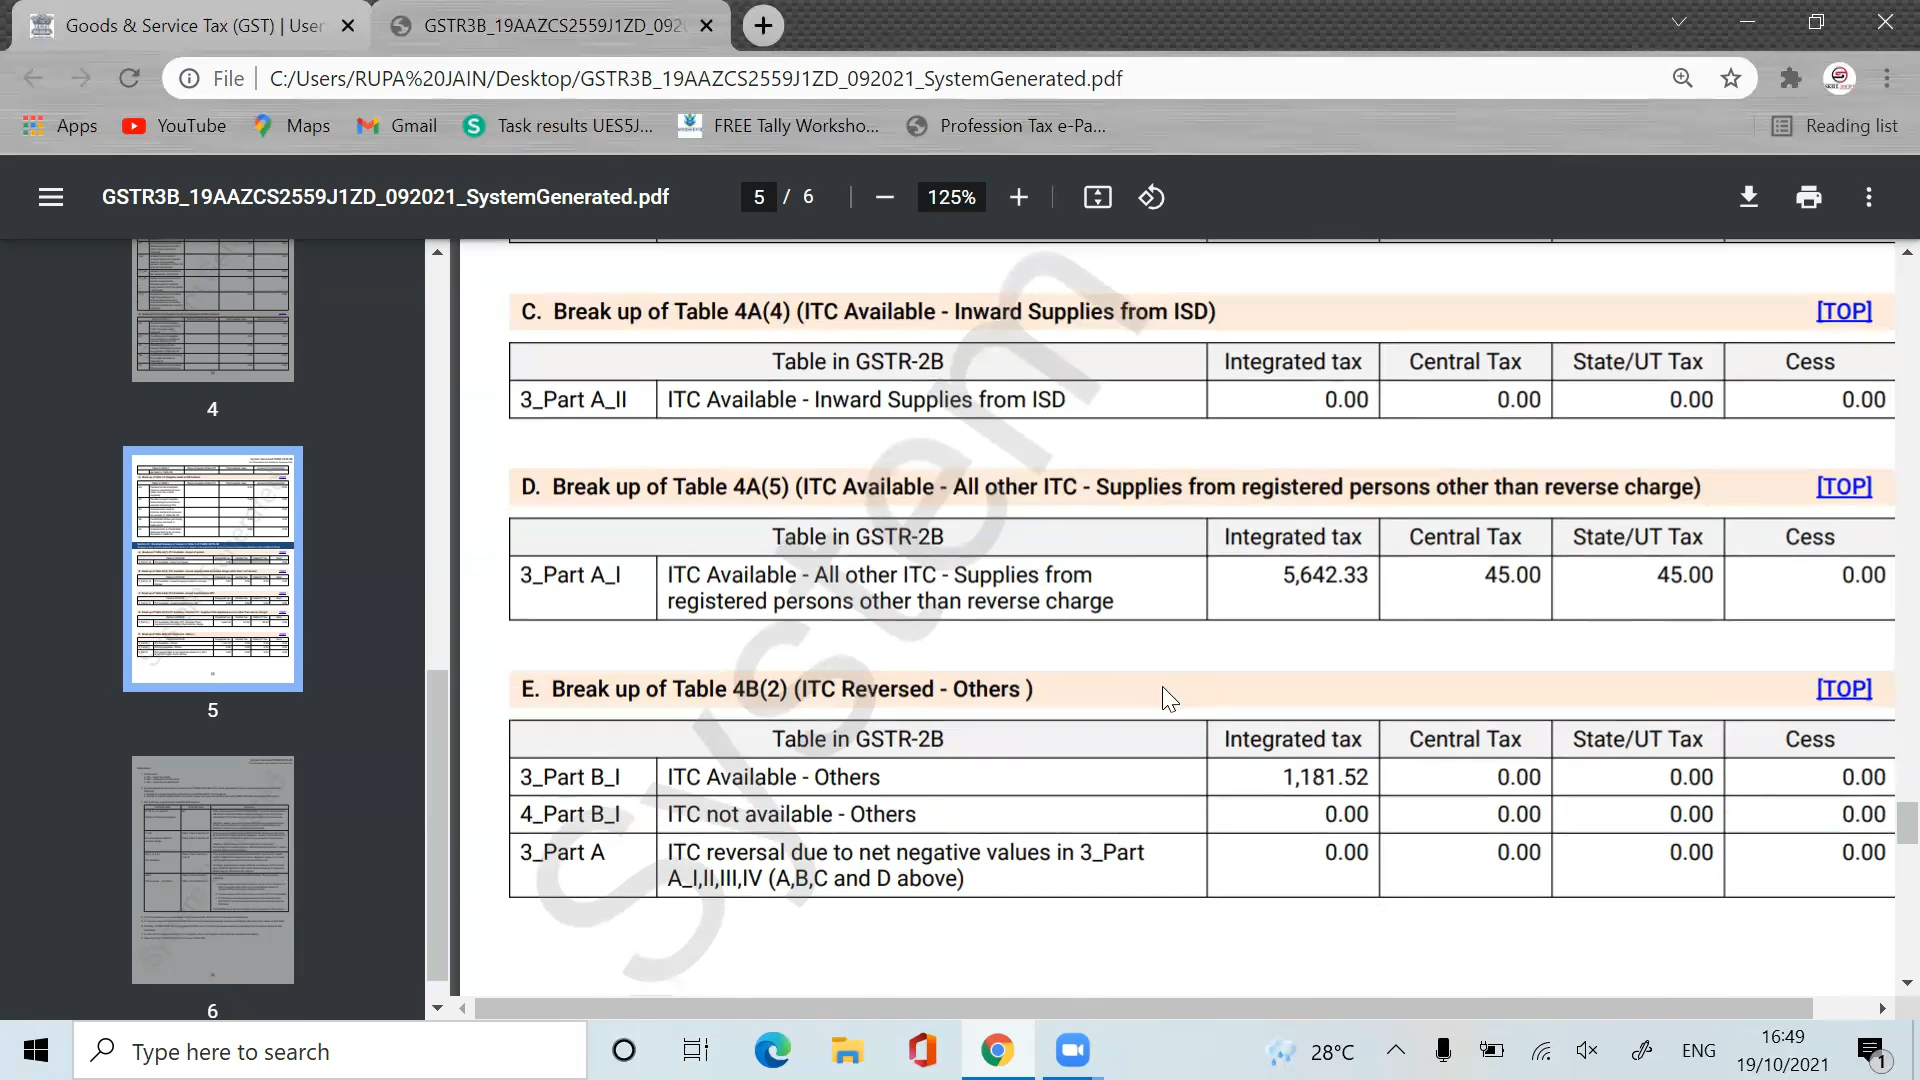 Goods & Service Tax (GST) | User
GSTR3B_19AAZCS2559J1ZD_092
File
C:/Users/RUPA%20JAIN/Desktop/GSTR3B_19AAZCS2559J1ZD_092021_SystemGenerated.pdf
Apps
YouTube
Maps
Gmail
Task results UES5J...
FREE Tally Worksho...
Profession Tax e-Pa...
Reading list
GSTR3B_19AAZCS2559J1ZD_092021_SystemGenerated.pdf
5 / 6
125%
4
5
6
System
C. Break up of Table 4A(4) (ITC Available - Inward Supplies from ISD) [TOP]
Table in GSTR-2B Integrated tax Central Tax State/UT Tax Cess
3_Part A_II ITC Available - Inward Supplies from ISD 0.00 0.00 0.00 0.00
D. Break up of Table 4A(5) (ITC Available - All other ITC - Supplies from registered persons other than reverse charge) [TOP]
Table in GSTR-2B Integrated tax Central Tax State/UT Tax Cess
3_Part A_I ITC Available - All other ITC - Supplies from 5,642.33 45.00 45.00 0.00
registered persons other than reverse charge
E. Break up of Table 4B(2) (ITC Reversed - Others ) [TOP]
Table in GSTR-2B Integrated tax Central Tax State/UT Tax Cess
3_Part B_I ITC Available - Others 1,181.52 0.00 0.00 0.00
4_Part B_I ITC not available - Others 0.00 0.00 0.00 0.00
3_Part A ITC reversal due to net negative values in 3_Part 0.00 0.00 0.00 0.00
A_I,II,III,IV (A,B,C and D above)
Type here to search
28°C
ENG
16:49
19/10/2021
1